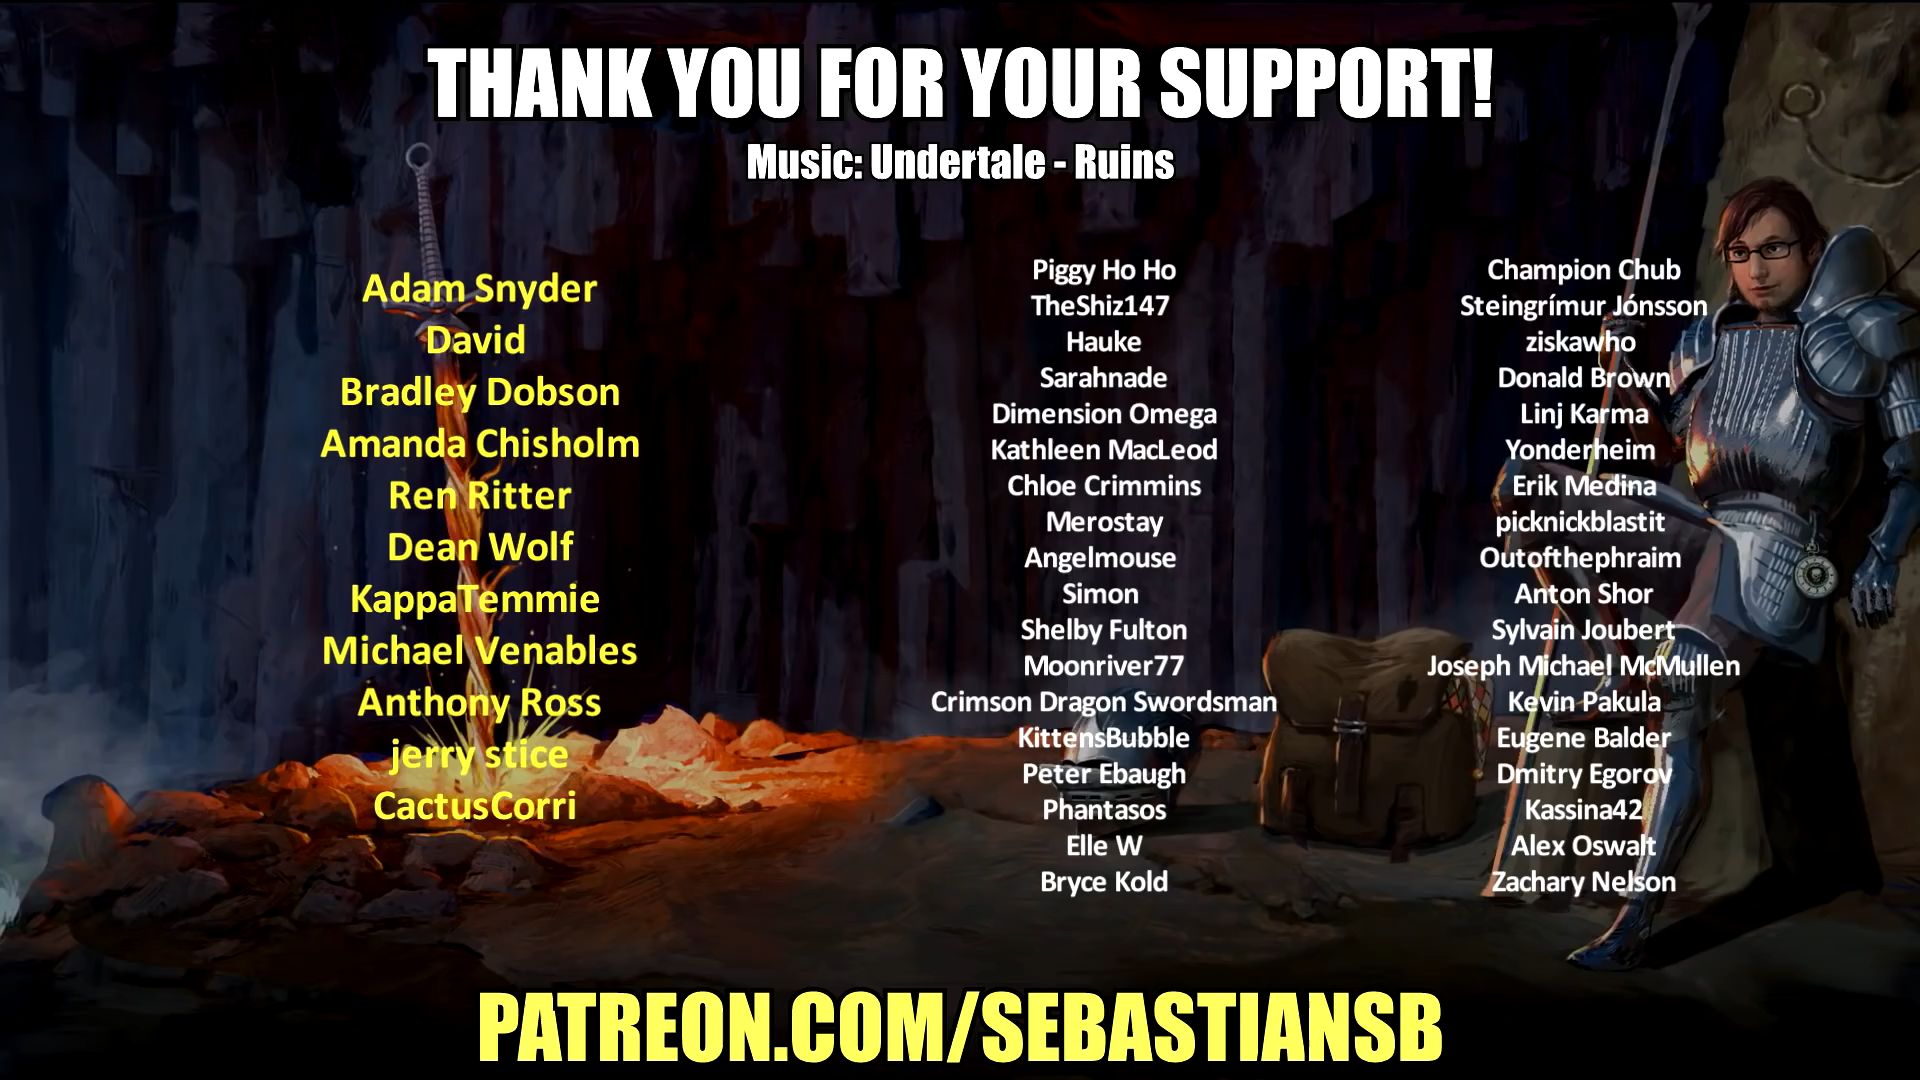 THANK YOU FOR YOUR SUPPORT!
Music: Undertale - Ruins
Adam Snyder
David
Bradley Dobson
Amanda Chisholm
Ren Ritter
Dean Wolf
KappaTemmie
Michael Venables
Anthony Ross
jerry stice
CactusCorri
Piggy Ho Ho
TheShiz147
Hauke
Sarahnade
Dimension Omega
Kathleen MacLeod
Chloe Crimmins
Merostay
Angelmouse
Simon
Shelby Fulton
Moonriver77
Crimson Dragon Swordsman
KittensBubble
Peter Ebaugh
Phantasos
Elle W
Bryce Kold
Champion Chub
Steingrímur Jónsson
ziskawho
Donald Brown
Linj Karma
Yonderheim
Erik Medina
picknickblastit
Outofthephraim
Anton Shor
Sylvain Joubert
Joseph Michael McMullen
Kevin Pakula
Eugene Balder
Dmitry Egorov
Kassina42
Alex Oswalt
Zachary Nelson
PATREON.COM/SEBASTIANSB